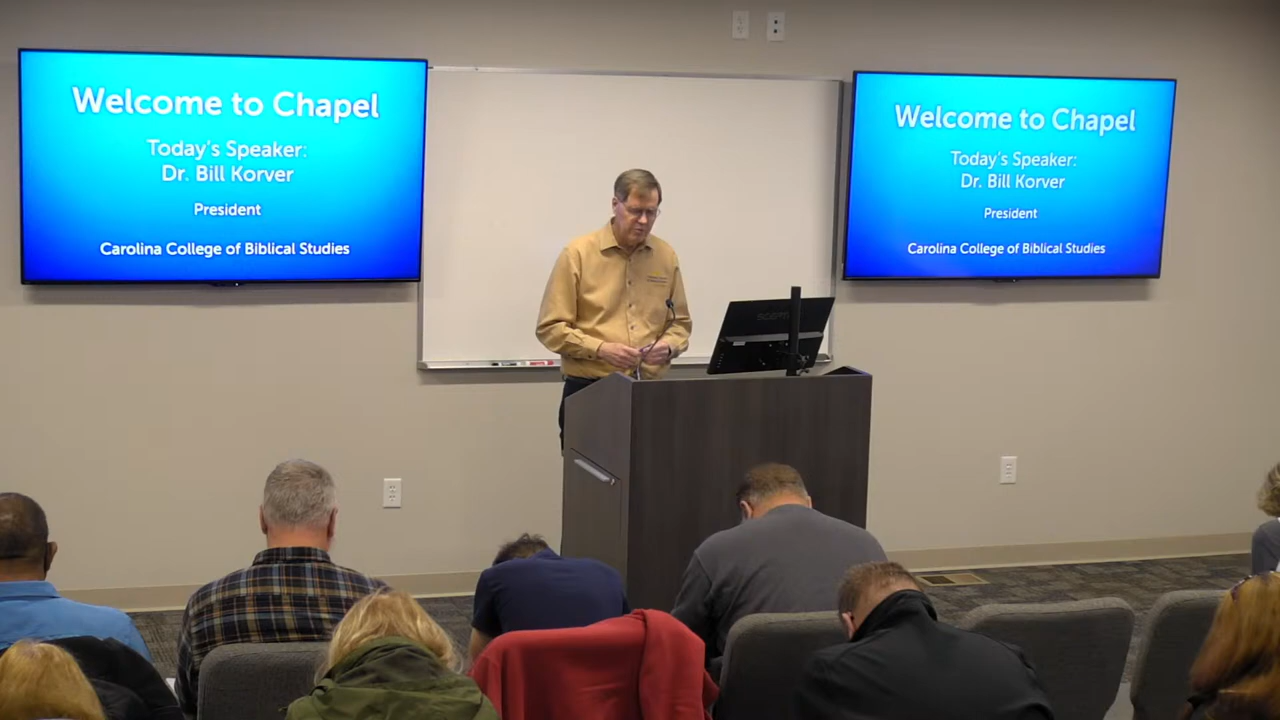 Welcome to Chapel
Today's Speaker:
Dr. Bill Korver
President
Carolina College of Biblical Studies
Welcome to Chapel
Today's Speaker:
Dr. Bill Korver
President
Carolina College of Biblical Studies